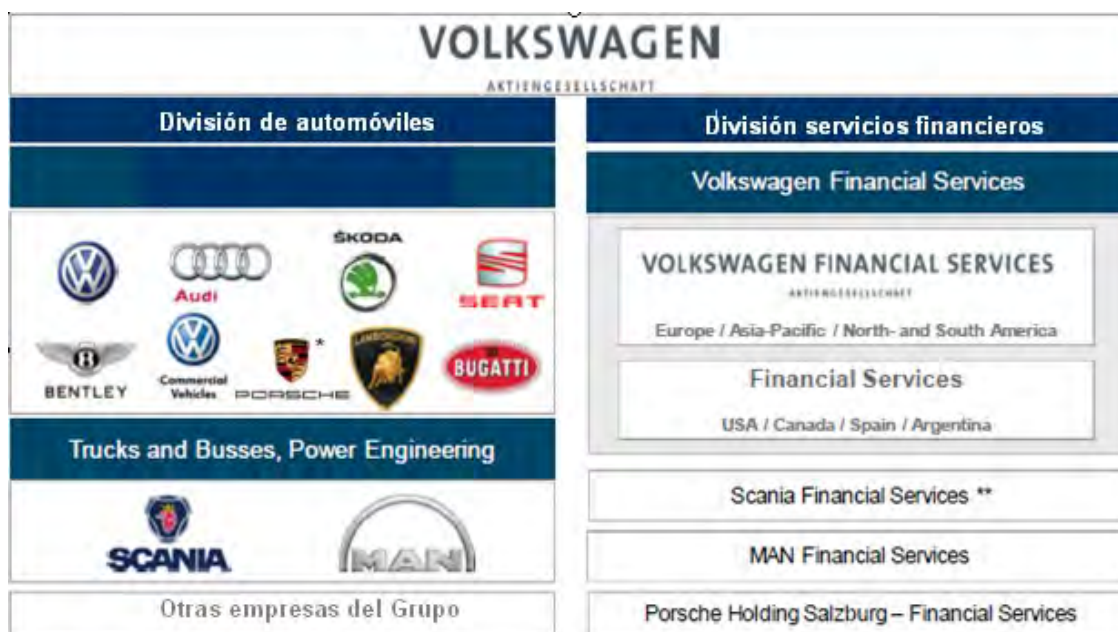 VOLKSWAGEN
AKTIENGESELLSCHAFT
División de automóviles
Audi
ŠKODA
SEAT
BENTLEY
Commercial
Vehicles
PORSCHE
*
LAMBORGHINI
BUGATTI
Trucks and Busses, Power Engineering
SCANIA
MAN
Otras empresas del Grupo
División servicios financieros
Volkswagen Financial Services
VOLKSWAGEN FINANCIAL SERVICES
AKTIENGESELLSCHAFT
Europe / Asia-Pacific / North- and South America
Financial Services
USA / Canada / Spain / Argentina
Scania Financial Services **
MAN Financial Services
Porsche Holding Salzburg – Financial Services